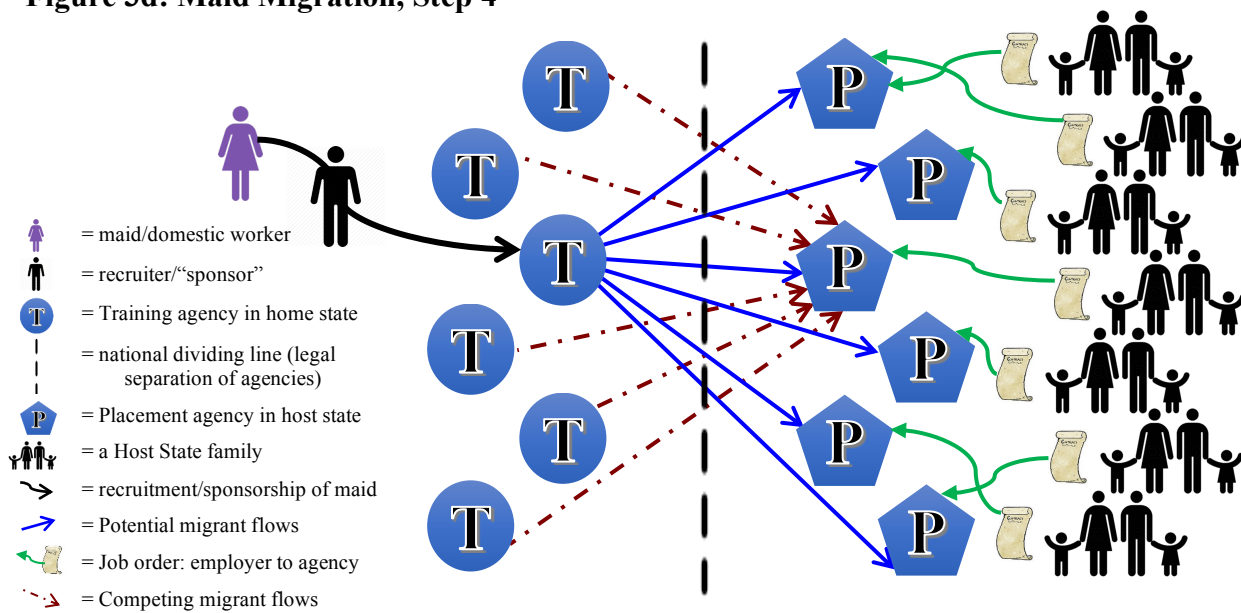 Figure 3d: Maid Migration, Step 4
T
P
T
P
T
P
T
P
T
P
T
P
T
= maid/domestic worker
= recruiter/“sponsor”
T = Training agency in home state
= national dividing line (legal
separation of agencies)
P = Placement agency in host state
= a Host State family
= recruitment/sponsorship of maid
= Potential migrant flows
= Job order: employer to agency
= Competing migrant flows